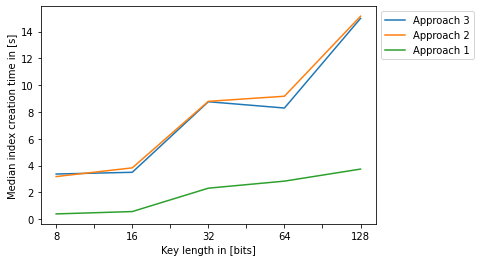 Approach 3
Approach 2
Approach 1
Median index creation time in [s]
14
12
10
8
6
4
2
0
8 16 32 64 128
Key length in [bits]